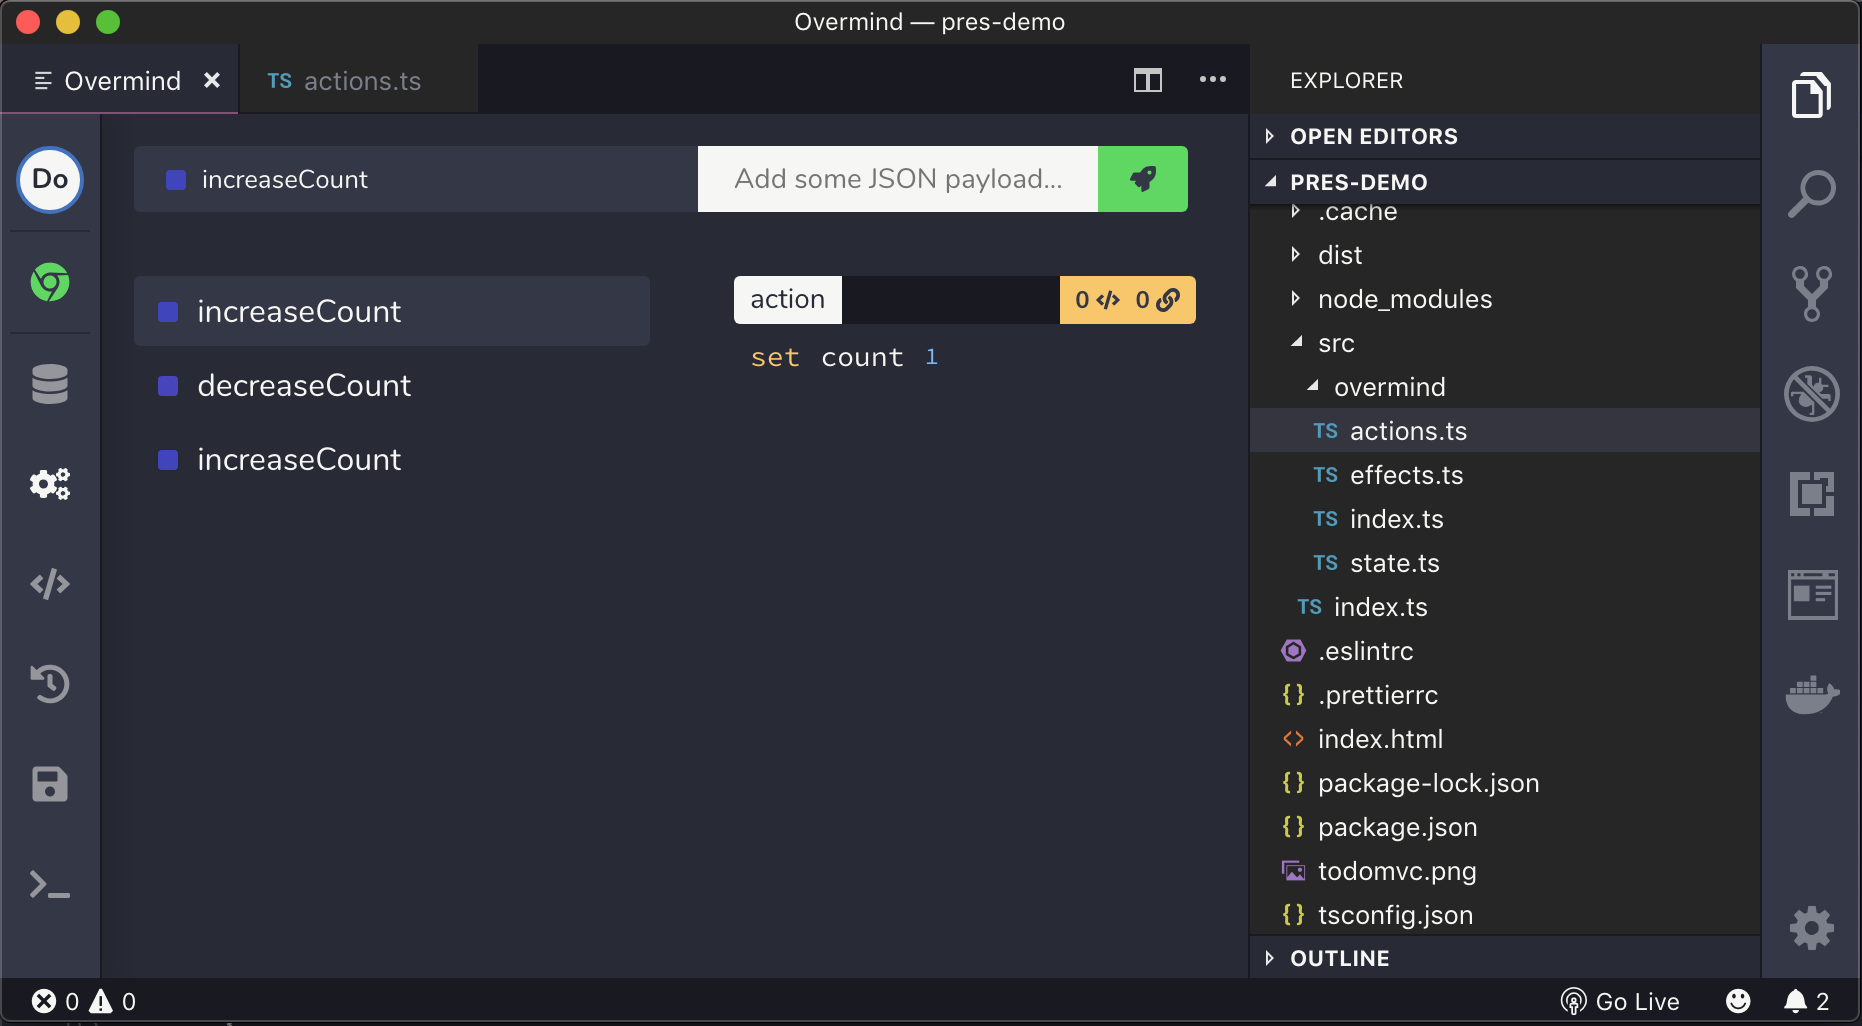 Overmind — pres-demo
Overmind
TS actions.ts
EXPLORER
OPEN EDITORS
PRES-DEMO
.cache
dist
node_modules
src
overmind
TS actions.ts
TS effects.ts
TS index.ts
TS state.ts
TS index.ts
.eslintrc
{} .prettierrc
<> index.html
{} package-lock.json
{} package.json
todomvc.png
{} tsconfig.json
OUTLINE
Do
increaseCount
Add some JSON payload...
increaseCount
decreaseCount
increaseCount
action
0 </> 0
set count 1
0 0
Go Live
2